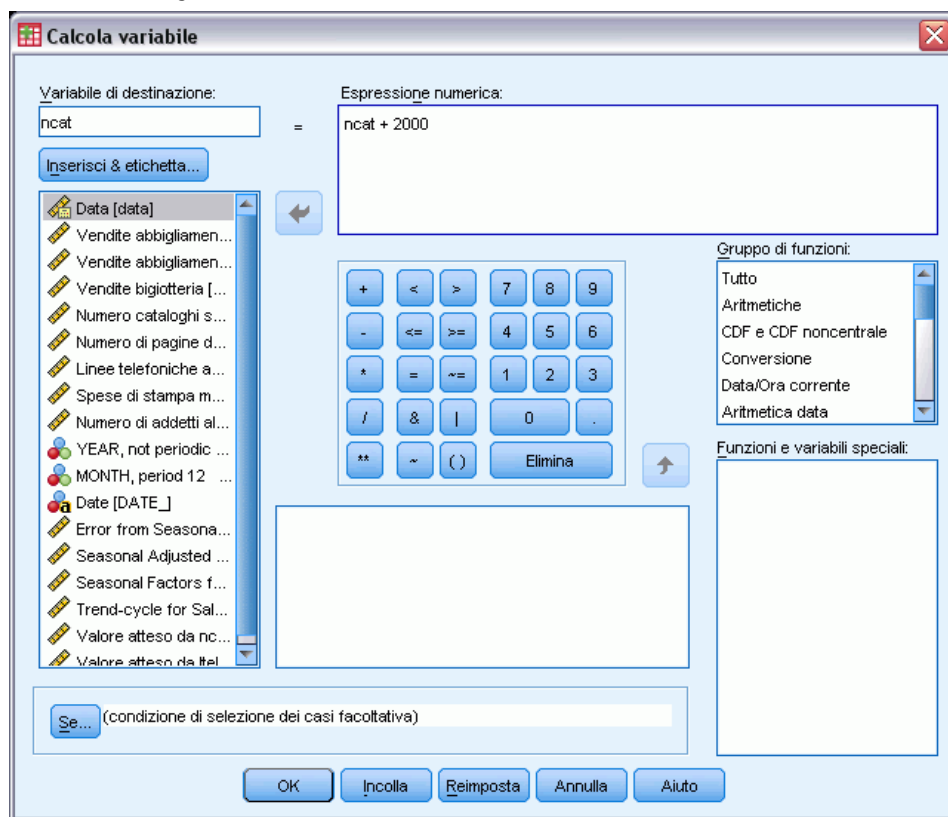 Calcola variabile
Variabile di destinazione:
Espressione numerica:
ncat
=
ncat + 2000
Inserisci & etichetta...
Data [data]
Vendite abbigliamen...
Vendite abbigliamen...
Vendite bigiotteria [...
Numero cataloghi s...
Numero di pagine d...
Linee telefoniche a...
Spese di stampa m...
Numero di addetti al...
YEAR, not periodic ...
MONTH, period 12 ...
Date [DATE_]
Error from Seasona...
Seasonal Adjusted ...
Seasonal Factors f...
Trend-cycle for Sal...
Valore atteso da nc...
Valore atteso da ltel
+ < > 7 8 9
- <= >= 4 5 6
* = ~= 1 2 3
/ & | 0 .
** ~ ( ) Elimina
Gruppo di funzioni:
Tutto
Aritmetiche
CDF e CDF noncentrale
Conversione
Data/Ora corrente
Aritmetica data
Funzioni e variabili speciali:
Se... (condizione di selezione dei casi facoltativa)
OK Incolla Reimposta Annulla Aiuto